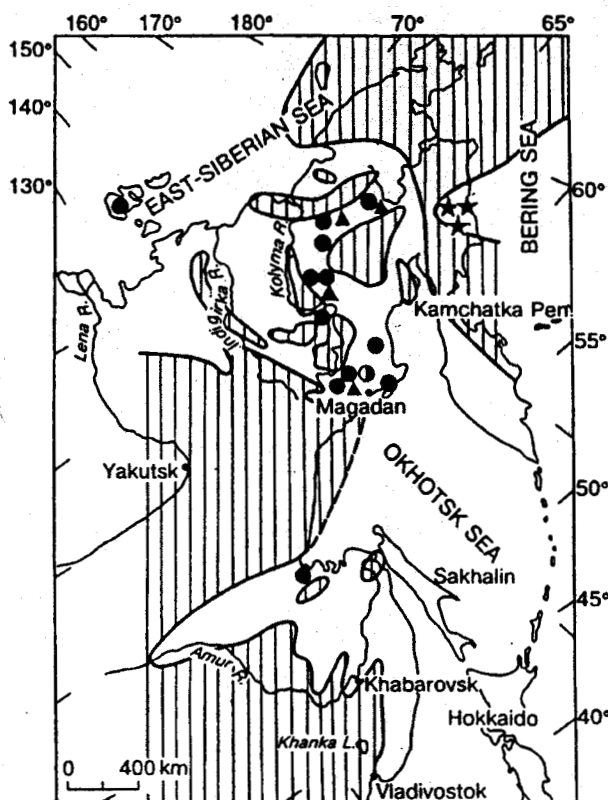 160° 170° 180° 70° 65°
150°
140°
EAST-SIBERIAN SEA
130°
BERING SEA
60°
Kolyma R.
Indigirka R.
Lena R.
Kamchatka Pen
55°
Magadan
Yakutsk
OKHOTSK SEA
50°
Sakhalin
45°
Amur R.
Khabarovsk
Hokkaido
40°
Khanka L.
0 400 km
Vladivostok